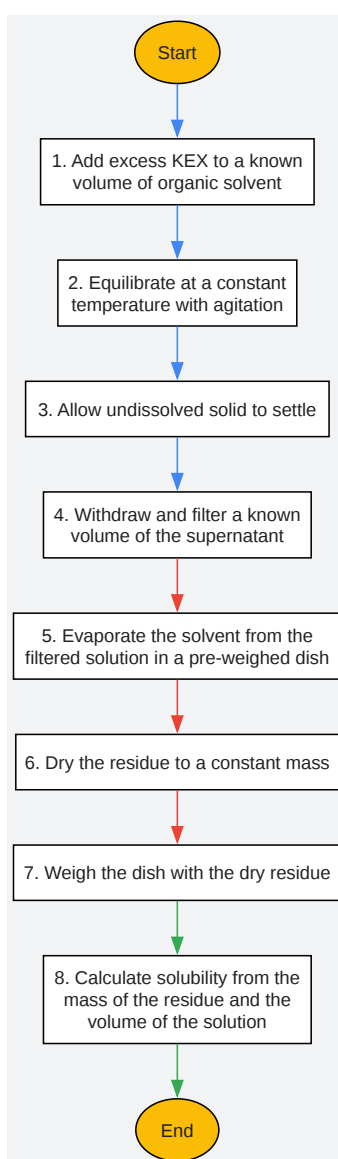 Start
1. Add excess KEX to a known
volume of organic solvent
2. Equilibrate at a constant
temperature with agitation
3. Allow undissolved solid to settle
4. Withdraw and filter a known
volume of the supernatant
5. Evaporate the solvent from the
filtered solution in a pre-weighed dish
6. Dry the residue to a constant mass
7. Weigh the dish with the dry residue
8. Calculate solubility from the
mass of the residue and the
volume of the solution
End